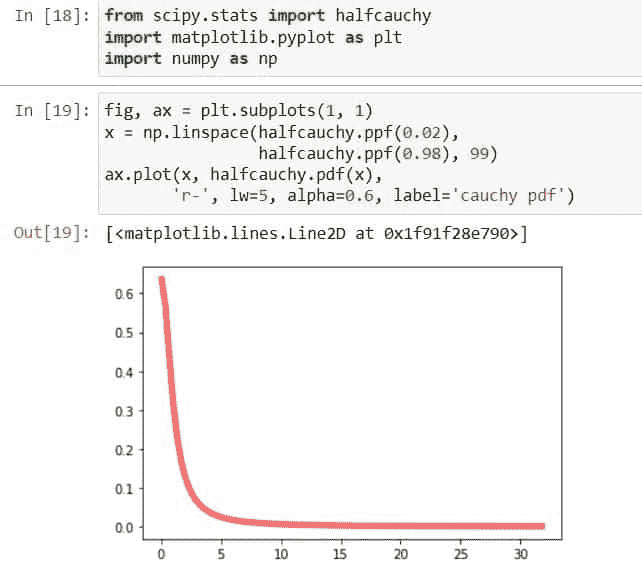 In [18]: from scipy.stats import halfcauchy
import matplotlib.pyplot as plt
import numpy as np
In [19]: fig, ax = plt.subplots(1, 1)
x = np.linspace(halfcauchy.ppf(0.02),
halfcauchy.ppf(0.98), 99)
ax.plot(x, halfcauchy.pdf(x),
'r-', lw=5, alpha=0.6, label='cauchy pdf')
Out[19]: [<matplotlib.lines.Line2D at 0x1f91f28e790>]
0.6
0.5
0.4
0.3
0.2
0.1
0.0
0 5 10 15 20 25 30